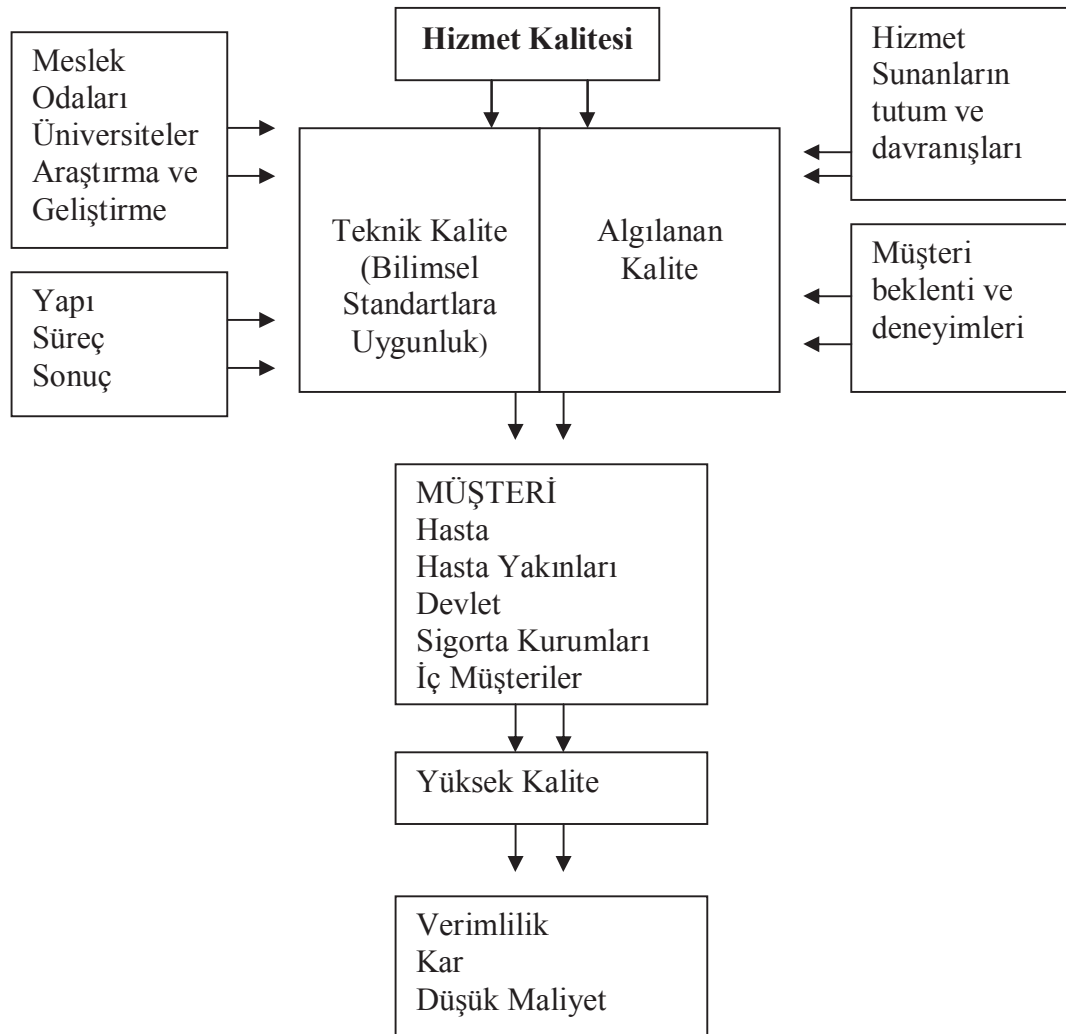 Hizmet Kalitesi
Meslek
Odaları
Üniversiteler
Araştırma ve
Geliştirme
Yapı
Süreç
Sonuç
Teknik Kalite
(Bilimsel
Standartlara
Uygunluk)
Algılanan
Kalite
Hizmet
Sunanların
tutum ve
davranışları
Müşteri
beklenti ve
deneyimleri
MÜŞTERİ
Hasta
Hasta Yakınları
Devlet
Sigorta Kurumları
İç Müşteriler
Yüksek Kalite
Verimlilik
Kar
Düşük Maliyet